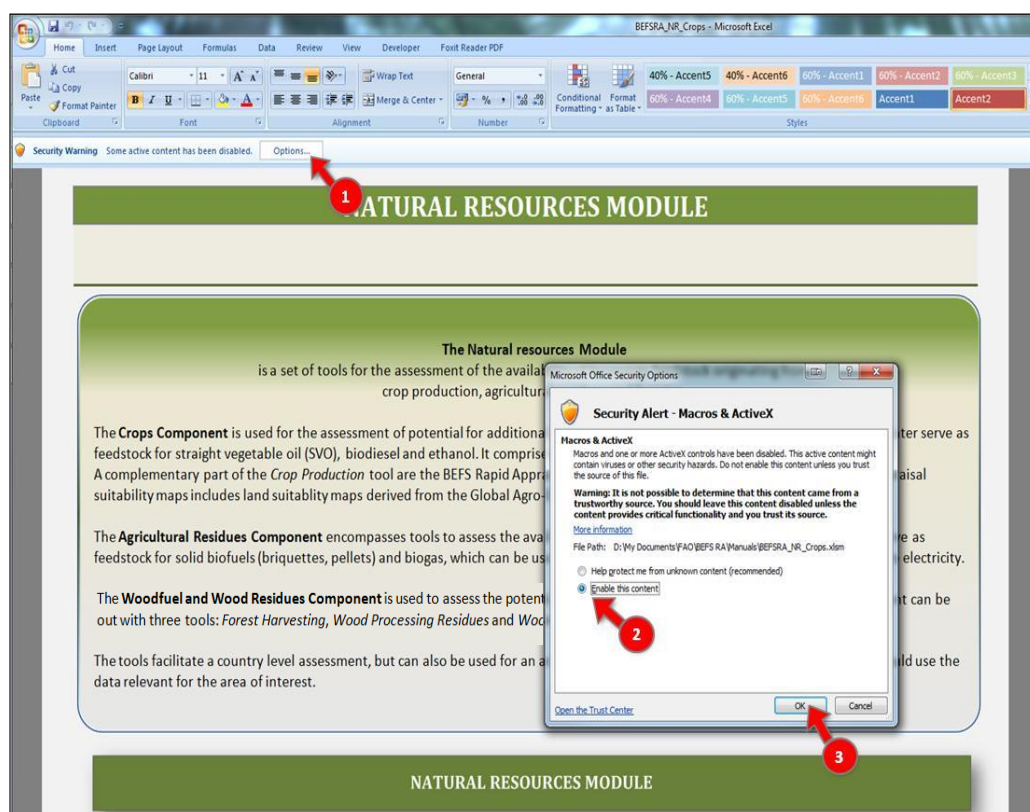 BEFSRA_NR_Crops - Microsoft Excel
Home Insert Page Layout Formulas Data Review View Developer Foxit Reader PDF
Paste
Cut
Copy
Format Painter
Clipboard
Calibri 11 A A
B I U A
Font
Wrap Text
Merge & Center
Alignment
General
% ,
Number
Conditional Formatting
Format as Table
40% - Accent5 40% - Accent6 60% - Accent1 60% - Accent2 60% - Accent3
60% - Accent4 60% - Accent5 60% - Accent6 Accent1 Accent2
Styles
Security Warning Some active content has been disabled. Options...
1
NATURAL RESOURCES MODULE
The Natural resources Module
is a set of tools for the assessment of the
crop production,
The Crops Component is used for the assessment of potential for additiona
ter serve as
feedstock for straight vegetable oil (SVO), biodiesel and ethanol. It comprise
A complementary part of the Crop Production tool are the BEFS Rapid Appra
aisal
suitability maps includes land suitablity maps derived from the Global Agro-
The Agricultural Residues Component encompasses tools to assess the ava
e as
feedstock for solid biofuels (briquettes, pellets) and biogas, which can be us
electricity.
The Woodfuel and Wood Residues Component is used to assess the potent
t can be
out with three tools: Forest Harvesting, Wood Processing Residues and Woo
The tools facilitate a country level assessment, but can also be used for an a
ld use the
data relevant for the area of interest.
Microsoft Office Security Options
Security Alert - Macros & ActiveX
Macros & ActiveX
Macros and one or more ActiveX controls have been disabled. This active content might
contain viruses or other security hazards. Do not enable this content unless you trust
the source of this file.
Warning: It is not possible to determine that this content came from a
trustworthy source. You should leave this content disabled unless the
content provides critical functionality and you trust its source.
More information
File Path: D:\My Documents\FAO\BEFS RA\Manuals\BEFSRA_NR_Crops.xlsm
Help protect me from unknown content (recommended)
Enable this content
2
Open the Trust Center
OK
Cancel
3
NATURAL RESOURCES MODULE